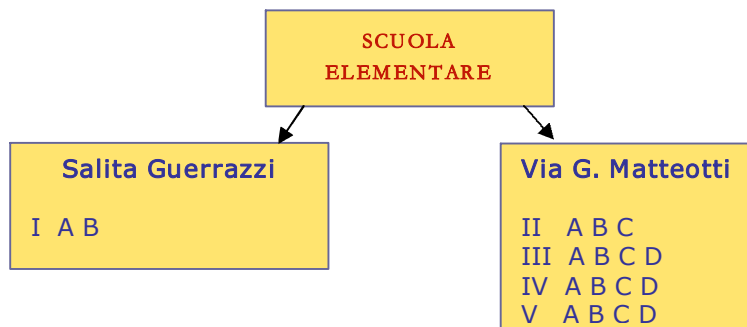 SCUOLA
ELEMENTARE
Salita Guerrazzi
I A B
Via G. Matteotti
II A B C
III A B C D
IV A B C D
V A B C D